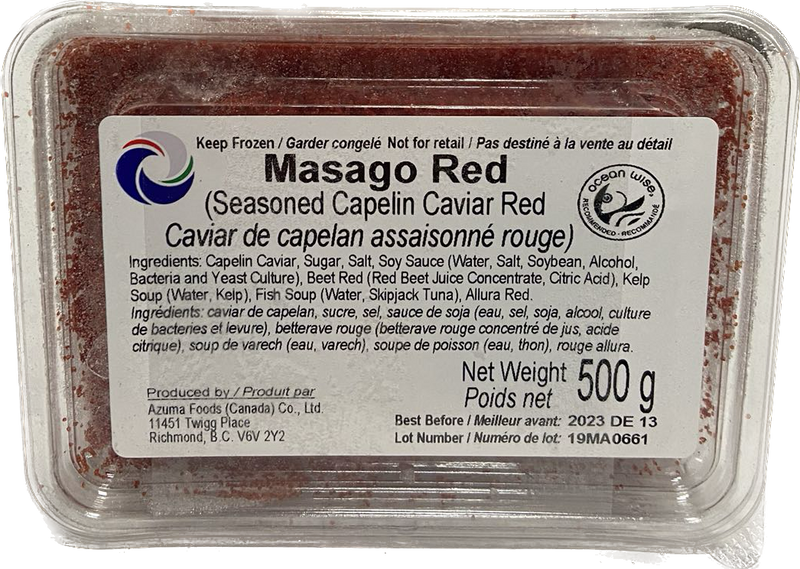 Keep Frozen / Garder congelé Not for retail / Pas destiné à la vente au détail
Masago Red
(Seasoned Capelin Caviar Red
Caviar de capelan assaisonné rouge)
ocean wise.
RECOMMENDED · RECOMMANDÉ
Ingredients: Capelin Caviar, Sugar, Salt, Soy Sauce (Water, Salt, Soybean, Alcohol,
Bacteria and Yeast Culture), Beet Red (Red Beet Juice Concentrate, Citric Acid), Kelp
Soup (Water, Kelp), Fish Soup (Water, Skipjack Tuna), Allura Red.
Ingrédients: caviar de capelan, sucre, sel, sauce de soja (eau, sel, soja, alcool, culture
de bacteries et levure), betterave rouge (betterave rouge concentré de jus, acide
citrique), soup de varech (eau, varech), soupe de poisson (eau, thon), rouge allura.
Net Weight 500 g
Poids net
Produced by / Produit par
Azuma Foods (Canada) Co., Ltd.
11451 Twigg Place
Richmond, B.C. V6V 2Y2
Best Before / Meilleur avant: 2023 DE 13
Lot Number / Numéro de lot: 19MA0661